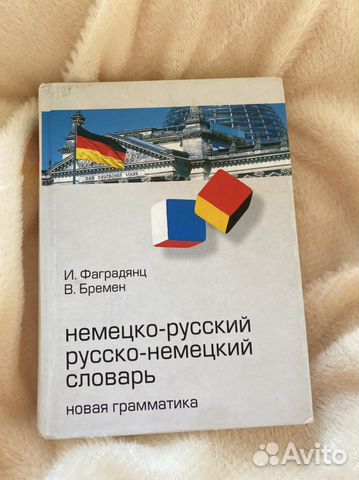 DEM DEUTSCHEN VOLKE
И. Фаградянц
В. Бремен
немецко-русский
русско-немецкий
словарь
новая грамматика
Avito